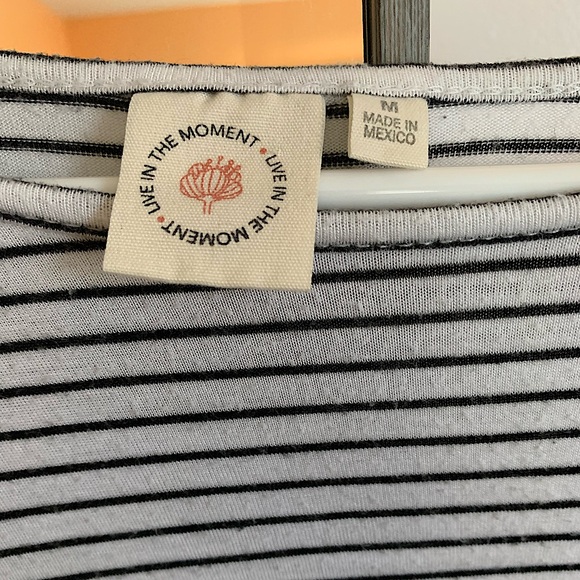 LIVE IN THE MOMENT • LIVE IN THE MOMENT •
M
MADE IN
MEXICO